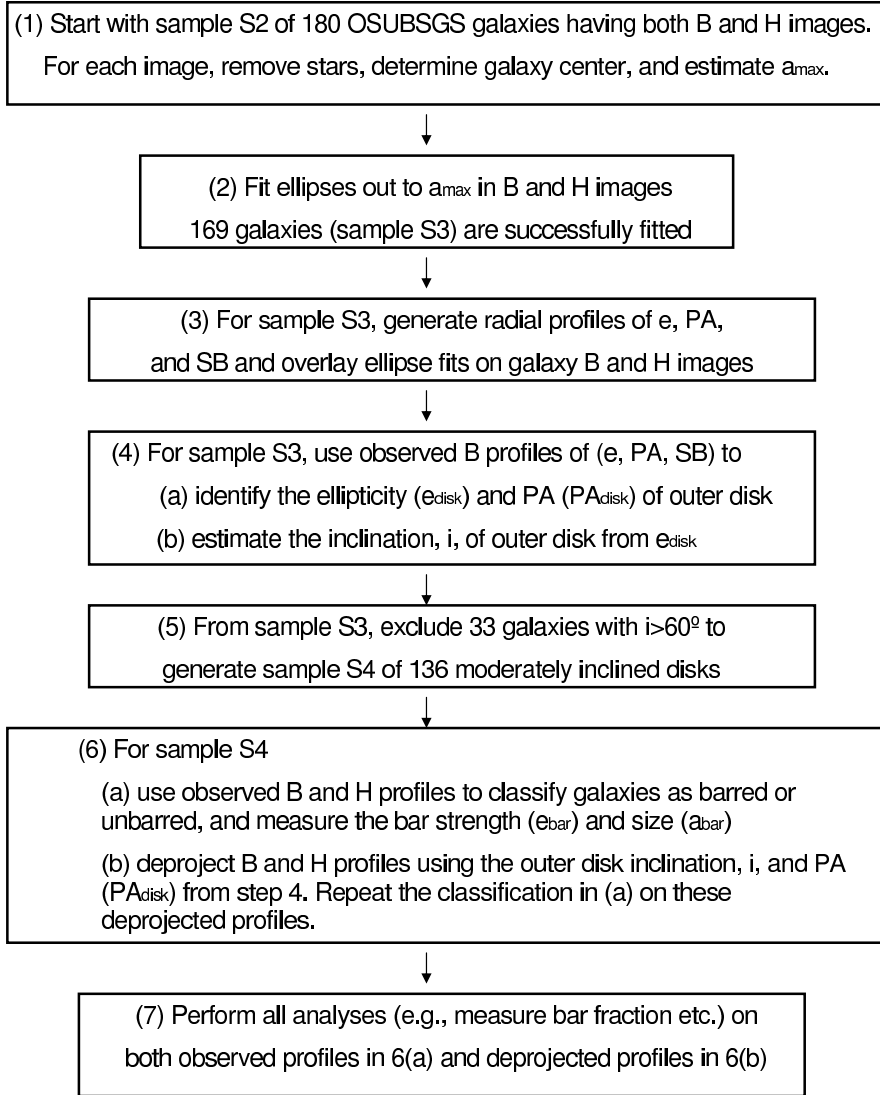 (1) Start with sample S2 of 180 OSUBSGS galaxies having both B and H images.
For each image, remove stars, determine galaxy center, and estimate amax.
(2) Fit ellipses out to amax in B and H images
169 galaxies (sample S3) are successfully fitted
(3) For sample S3, generate radial profiles of e, PA,
and SB and overlay ellipse fits on galaxy B and H images
(4) For sample S3, use observed B profiles of (e, PA, SB) to
(a) identify the ellipticity (edisk) and PA (PAdisk) of outer disk
(b) estimate the inclination, i, of outer disk from edisk
(5) From sample S3, exclude 33 galaxies with i>60º to
generate sample S4 of 136 moderately inclined disks
(6) For sample S4
(a) use observed B and H profiles to classify galaxies as barred or
unbarred, and measure the bar strength (ebar) and size (abar)
(b) deproject B and H profiles using the outer disk inclination, i, and PA
(PAdisk) from step 4. Repeat the classification in (a) on these
deprojected profiles.
(7) Perform all analyses (e.g., measure bar fraction etc.) on
both observed profiles in 6(a) and deprojected profiles in 6(b)